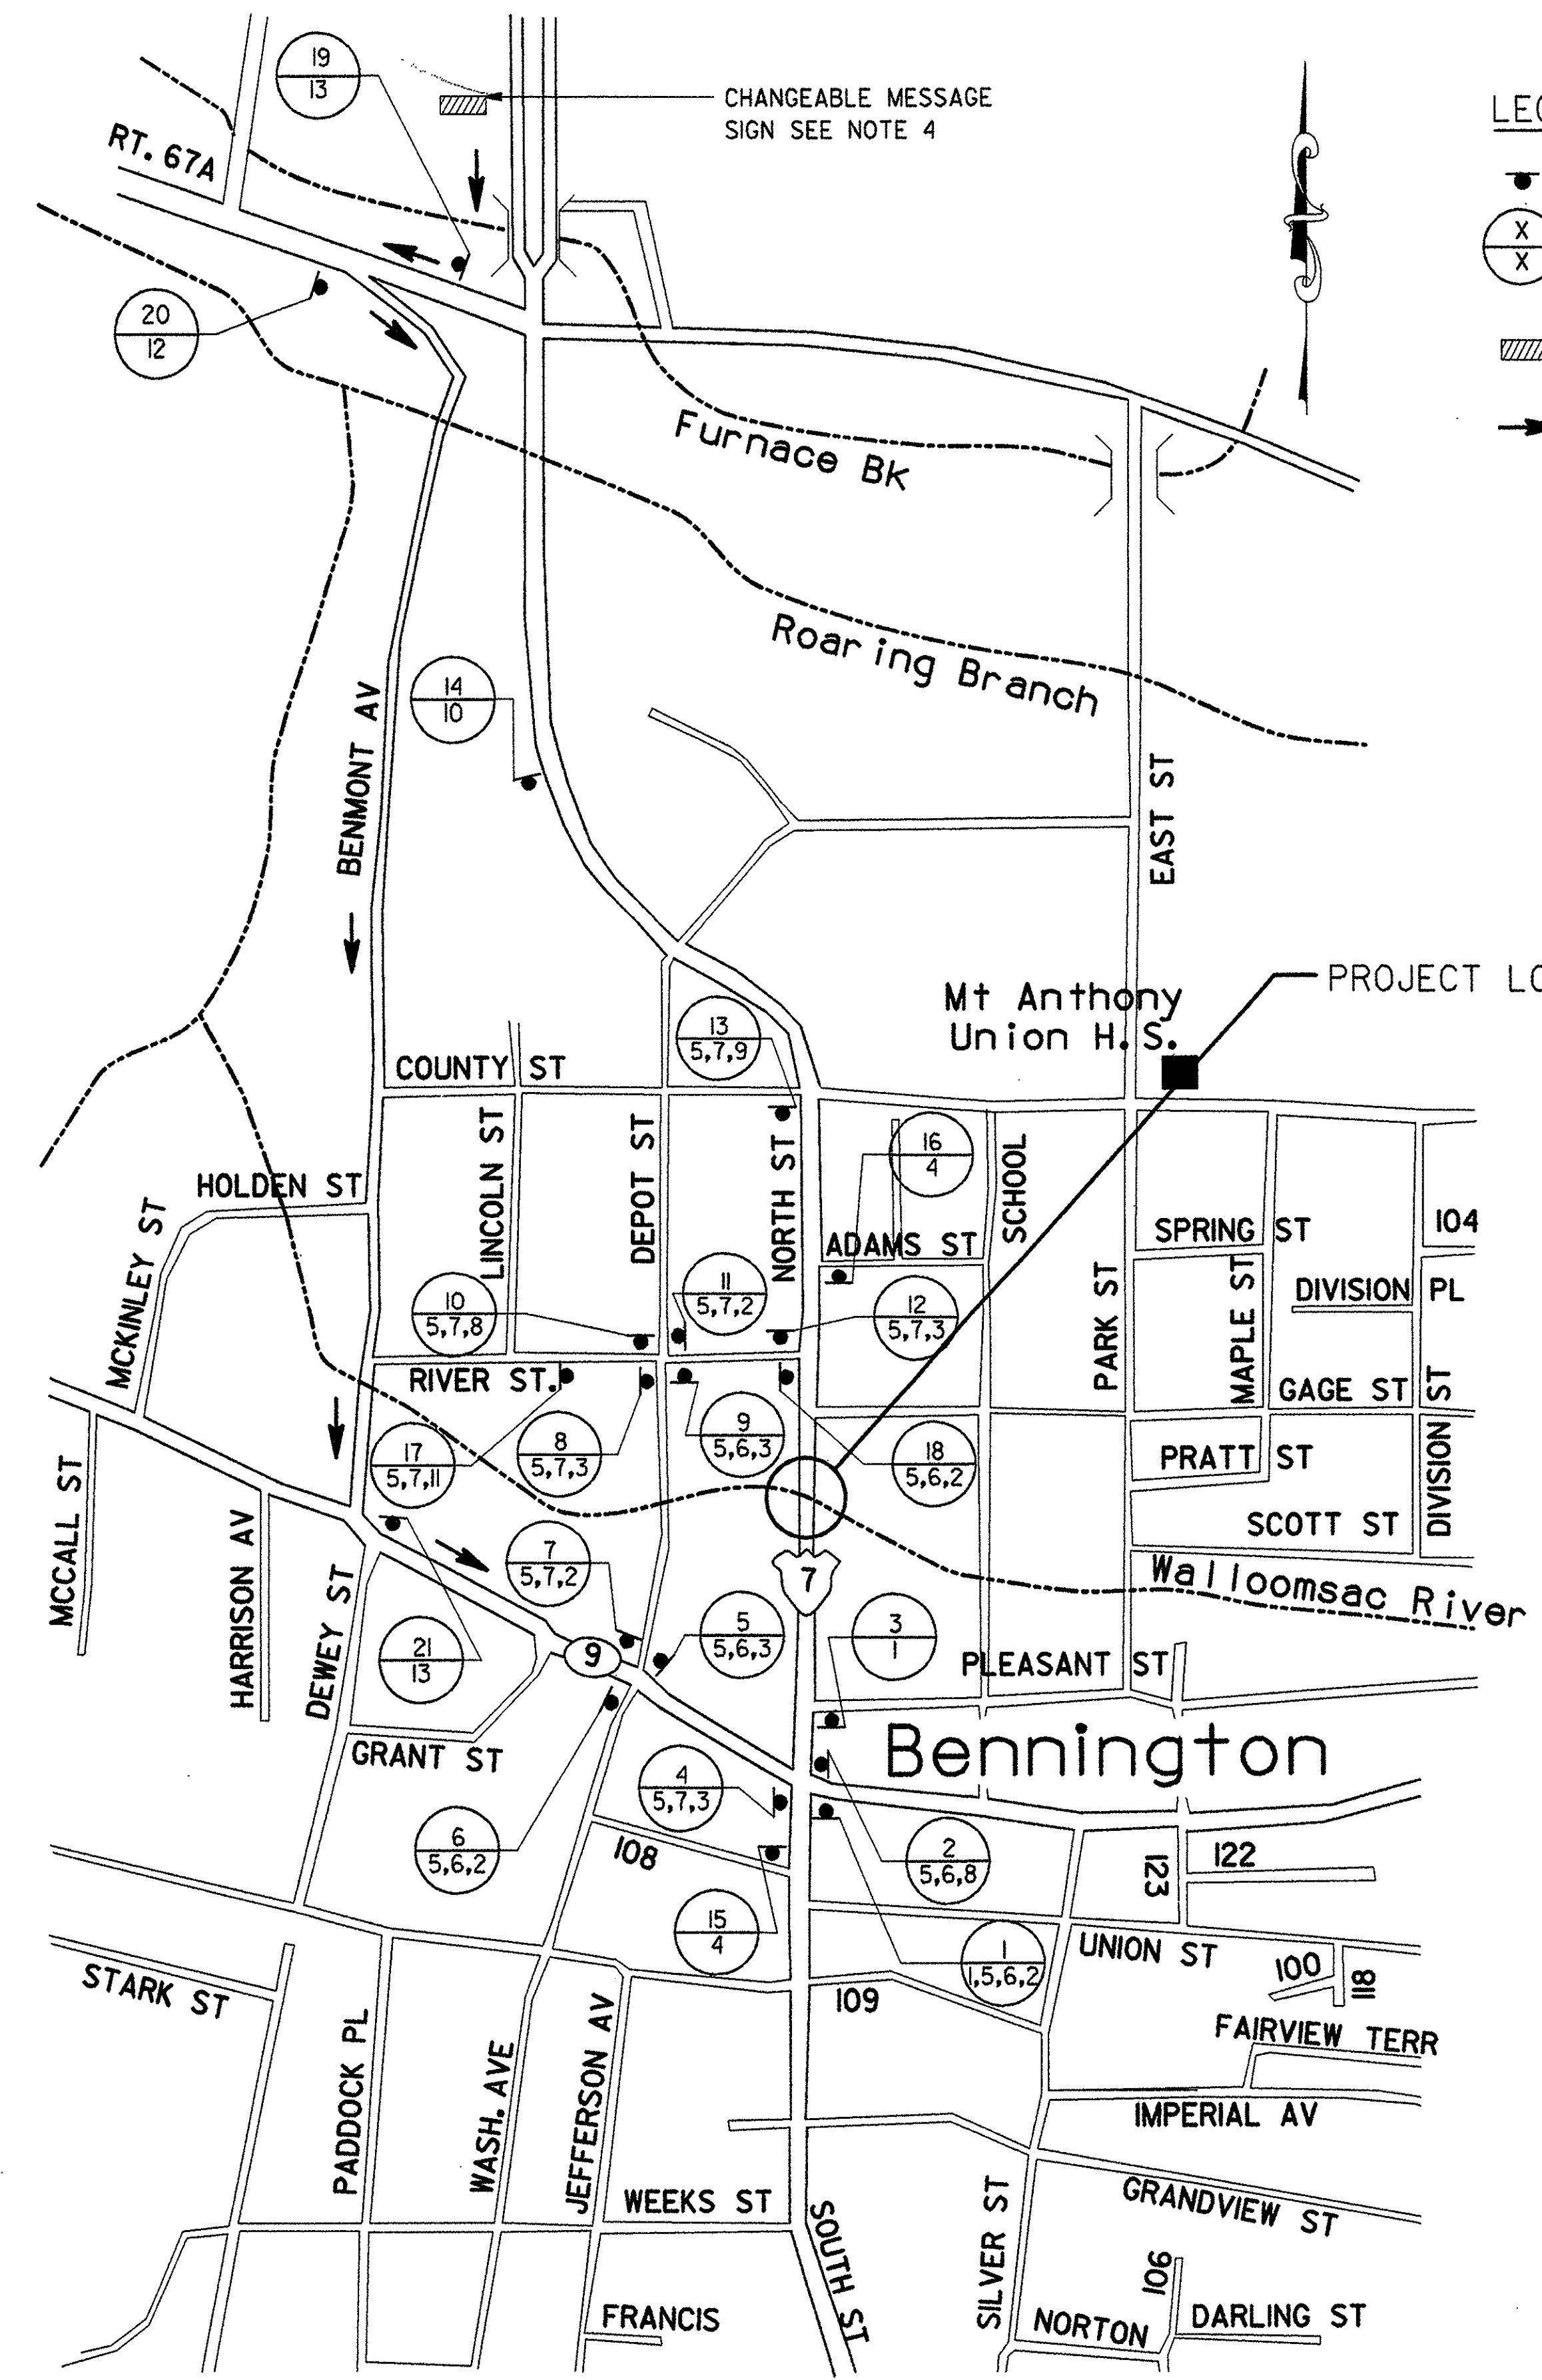 19
13
CHANGEABLE MESSAGE
SIGN SEE NOTE 4
RT. 67A
X
X
20
12
Furnace Bk
Roaring Branch
14
10
BENMONT AV
EAST ST
Mt Anthony
Union H.S.
PROJECT
13
5,7,9
COUNTY ST
LINCOLN ST
DEPOT ST
NORTH ST
16
4
SCHOOL
HOLDEN ST
MCKINLEY ST
ADAMS ST
SPRING ST
104
11
5,7,2
10
5,7,8
12
5,7,3
PARK ST
MAPLE ST
DIVISION PL
RIVER ST.
GAGE ST
DIVISION ST
17
5,7,11
8
5,7,3
9
5,6,3
18
5,6,2
PRATT ST
SCOTT ST
MCCALL ST
HARRISON AV
DEWEY ST
7
5,7,2
7
Walloomsac River
21
13
9
5
5,6,3
3
1
PLEASANT ST
Bennington
GRANT ST
4
5,7,3
6
5,6,2
108
2
5,6,8
123
122
15
4
1
1,5,6,2
UNION ST
100
118
STARK ST
109
FAIRVIEW TERR
PADDOCK PL
WASH. AVE
JEFFERSON AV
IMPERIAL AV
WEEKS ST
SOUTH ST
SILVER ST
GRANDVIEW ST
106
FRANCIS
NORTON
DARLING ST